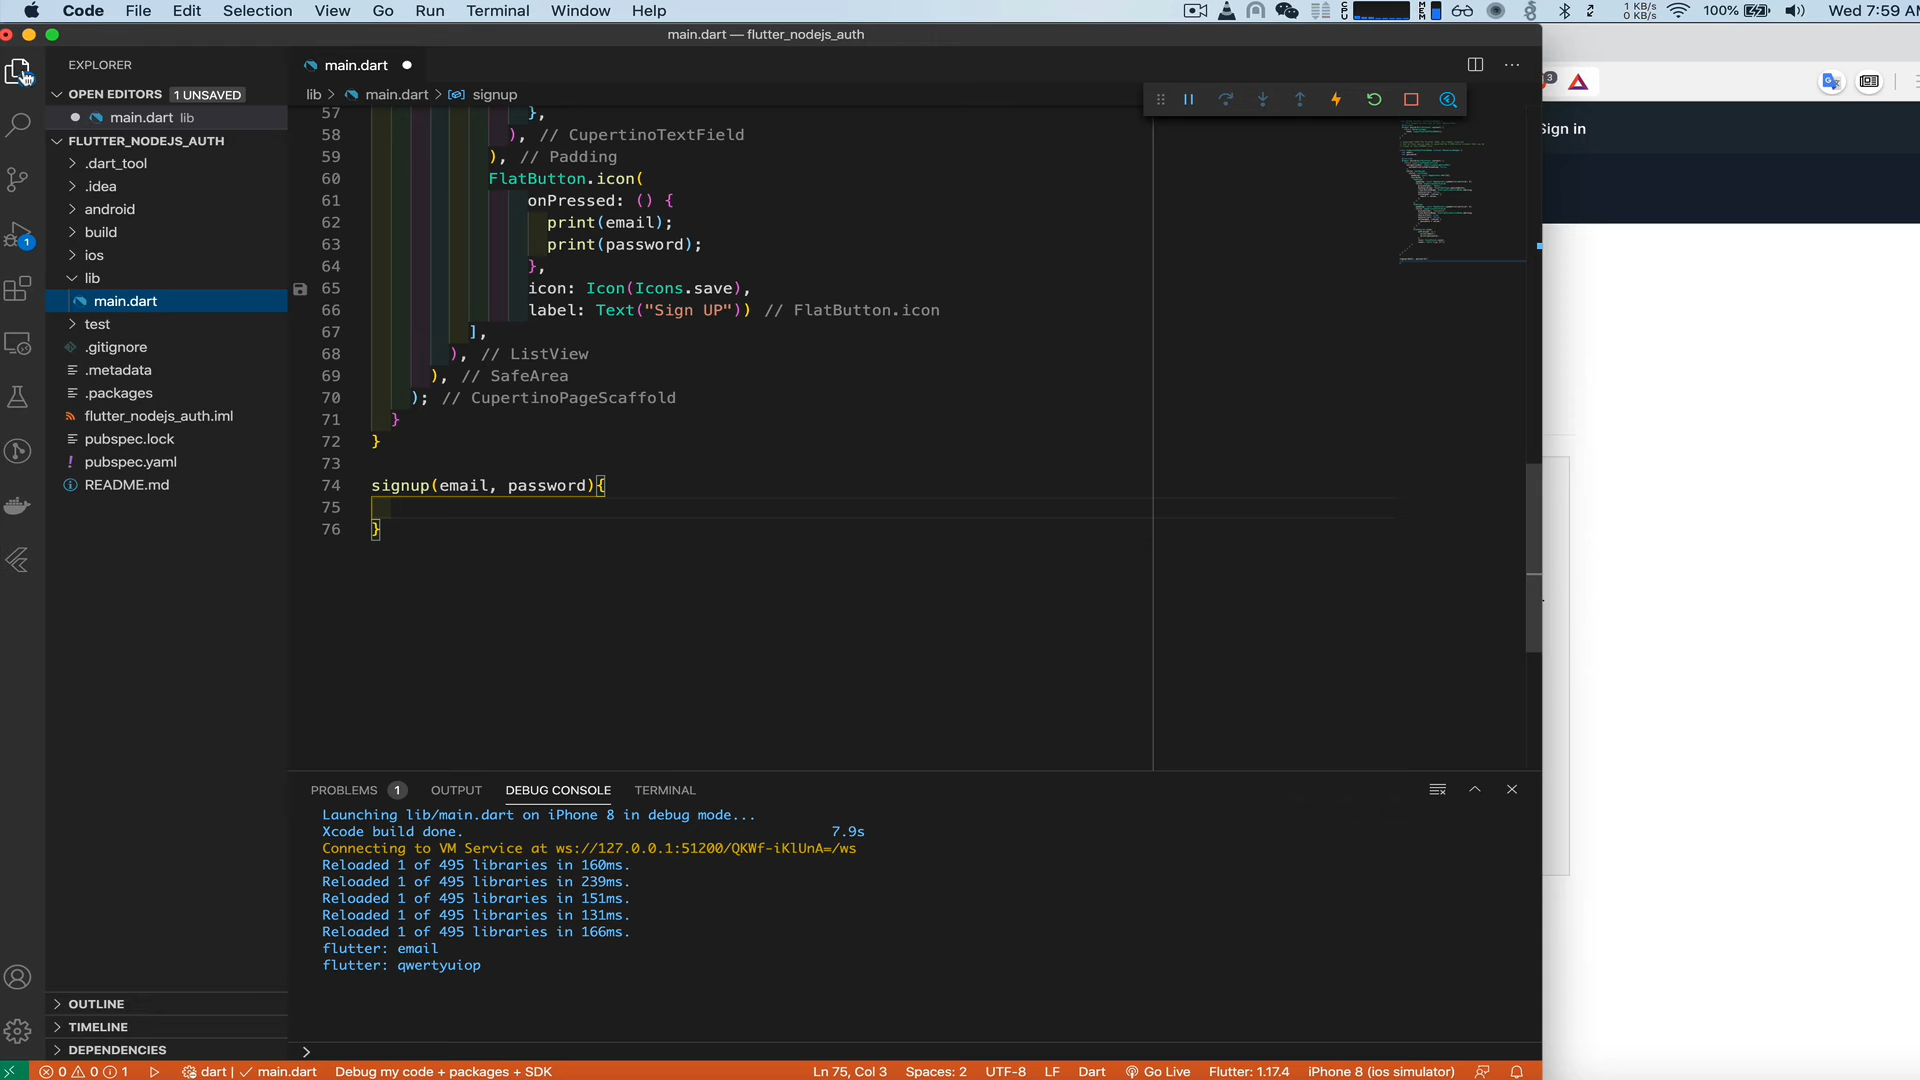 Code File Edit Selection View Go Run Terminal Window Help
CPU MEM 1 KB/s 0 KB/s 100% Wed 7:59 AM
main.dart — flutter_nodejs_auth
EXPLORER
main.dart
OPEN EDITORS 1 UNSAVED
lib > main.dart > signup
main.dart lib
FLUTTER_NODEJS_AUTH
.dart_tool
.idea
android
build
ios
lib
main.dart
test
.gitignore
.metadata
.packages
flutter_nodejs_auth.iml
pubspec.lock
! pubspec.yaml
README.md
1
57 },
58 ), // CupertinoTextField
59 ), // Padding
60 FlatButton.icon(
61 onPressed: () {
62 print(email);
63 print(password);
64 },
65 icon: Icon(Icons.save),
66 label: Text("Sign UP")) // FlatButton.icon
67 ],
68 ), // ListView
69 ), // SafeArea
70 ); // CupertinoPageScaffold
71 }
72 }
73
74 signup(email, password){
75
76 }
3
Sign in
PROBLEMS 1 OUTPUT DEBUG CONSOLE TERMINAL
Launching lib/main.dart on iPhone 8 in debug mode...
Xcode build done. 7.9s
Connecting to VM Service at ws://127.0.0.1:51200/QKWf-iKlUnA=/ws
Reloaded 1 of 495 libraries in 160ms.
Reloaded 1 of 495 libraries in 239ms.
Reloaded 1 of 495 libraries in 151ms.
Reloaded 1 of 495 libraries in 131ms.
Reloaded 1 of 495 libraries in 166ms.
flutter: email
flutter: qwertyuiop
OUTLINE
TIMELINE
DEPENDENCIES
0 0 1 dart | main.dart Debug my code + packages + SDK Ln 75, Col 3 Spaces: 2 UTF-8 LF Dart Go Live Flutter: 1.17.4 iPhone 8 (ios simulator)